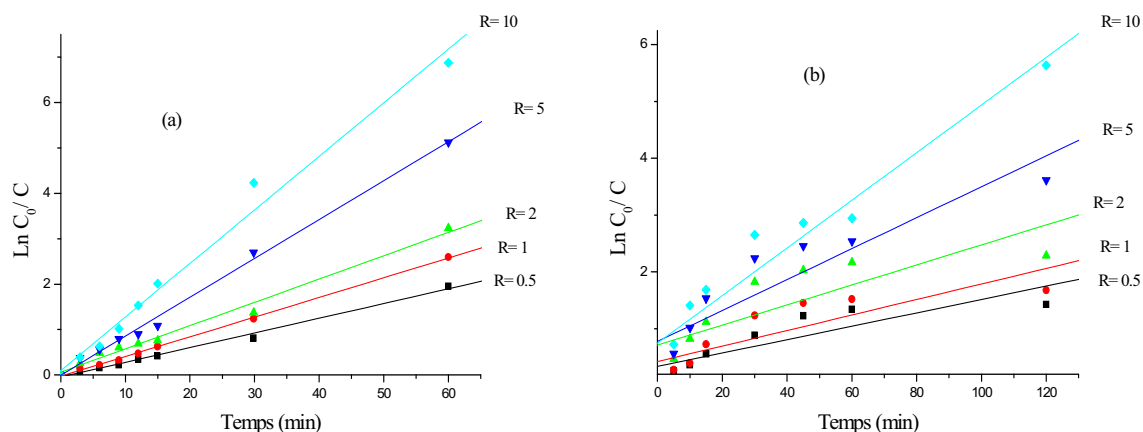 (a)
Ln C₀/ C
6
4
2
0
0 10 20 30 40 50 60
Temps (min)
R= 10
R= 5
R= 2
R= 1
R= 0.5
(b)
Ln C₀/ C
6
4
2
0 20 40 60 80 100 120
Temps (min)
R= 10
R= 5
R= 2
R= 1
R= 0.5